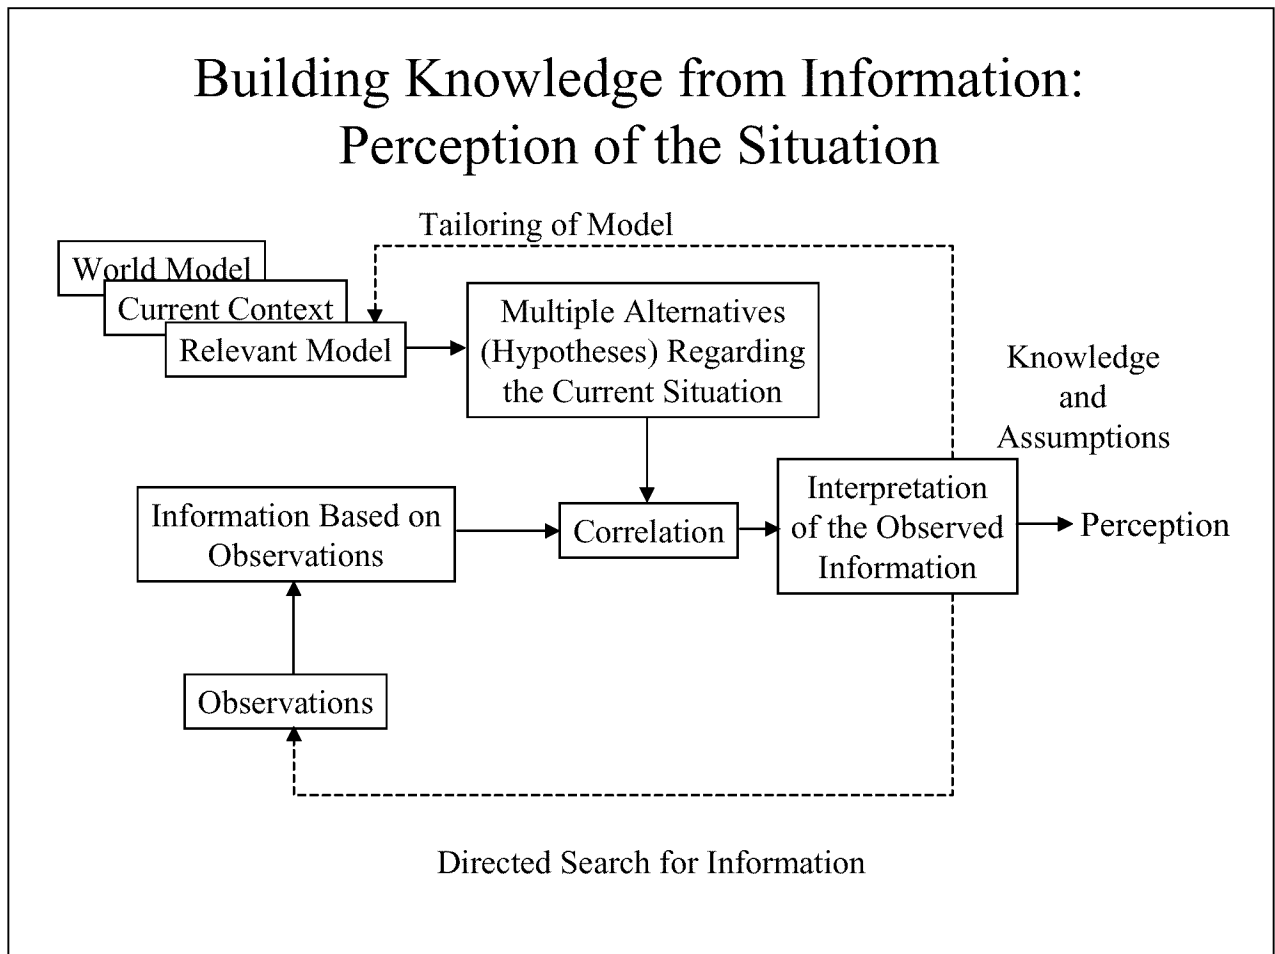 Building Knowledge from Information:
Perception of the Situation
Tailoring of Model
World Model
Current Context
Relevant Model
Multiple Alternatives
(Hypotheses) Regarding
the Current Situation
Knowledge
and
Assumptions
Information Based on
Observations
Correlation
Interpretation
of the Observed
Information
Perception
Observations
Directed Search for Information